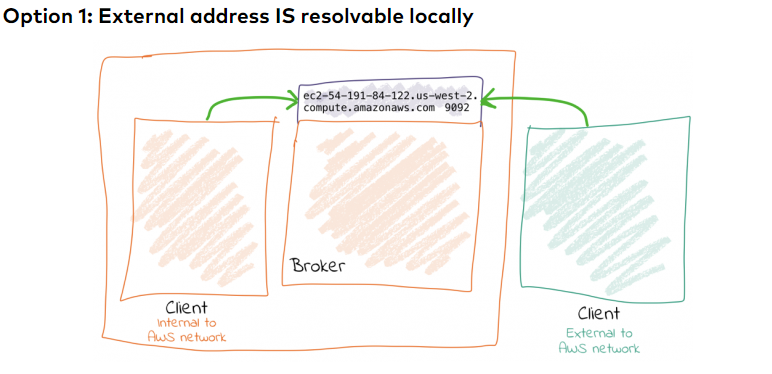 Option 1: External address IS resolvable locally
ec2-54-191-84-122.us-west-2.
compute.amazonaws.com 9092
Broker
Client
Internal to
AWS network
Client
External to
AWS network